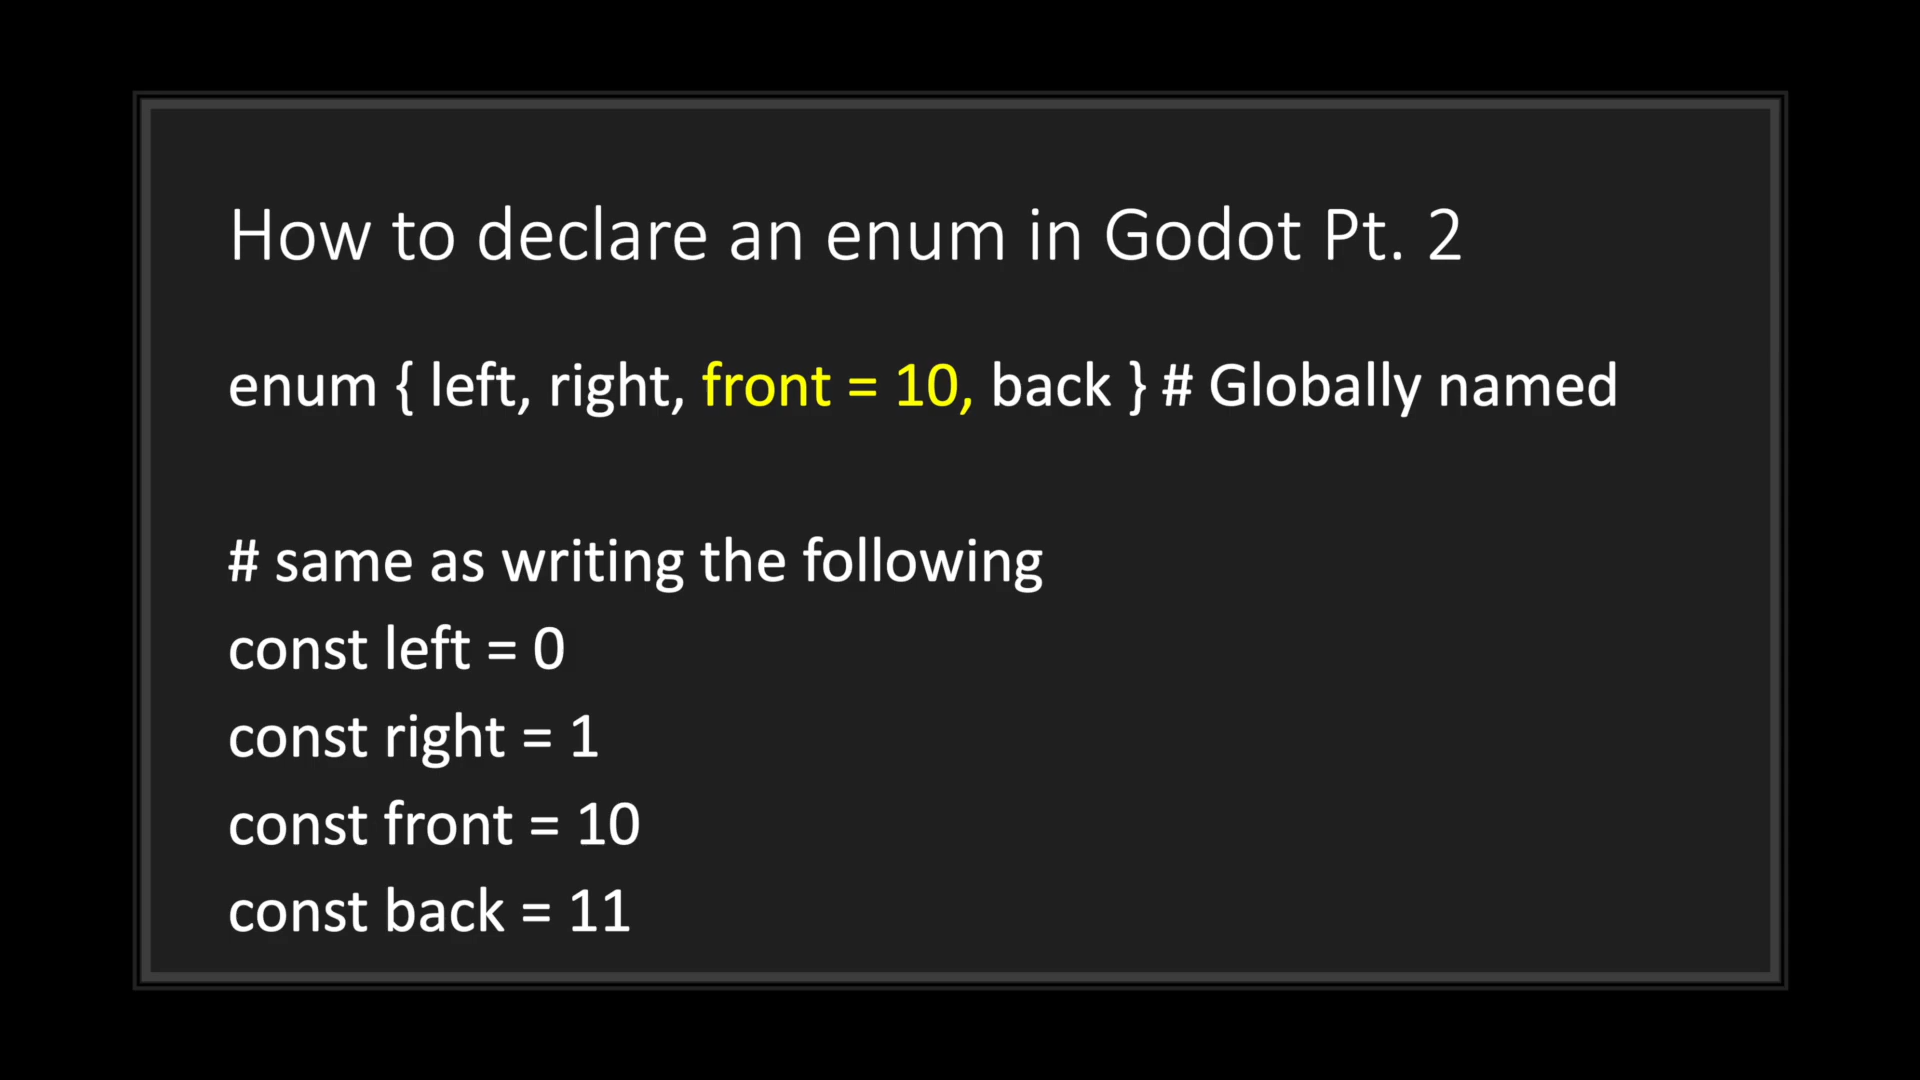 How to declare an enum in Godot Pt. 2
enum { left, right, front = 10, back } # Globally named
# same as writing the following
const left = 0
const right = 1
const front = 10
const back = 11